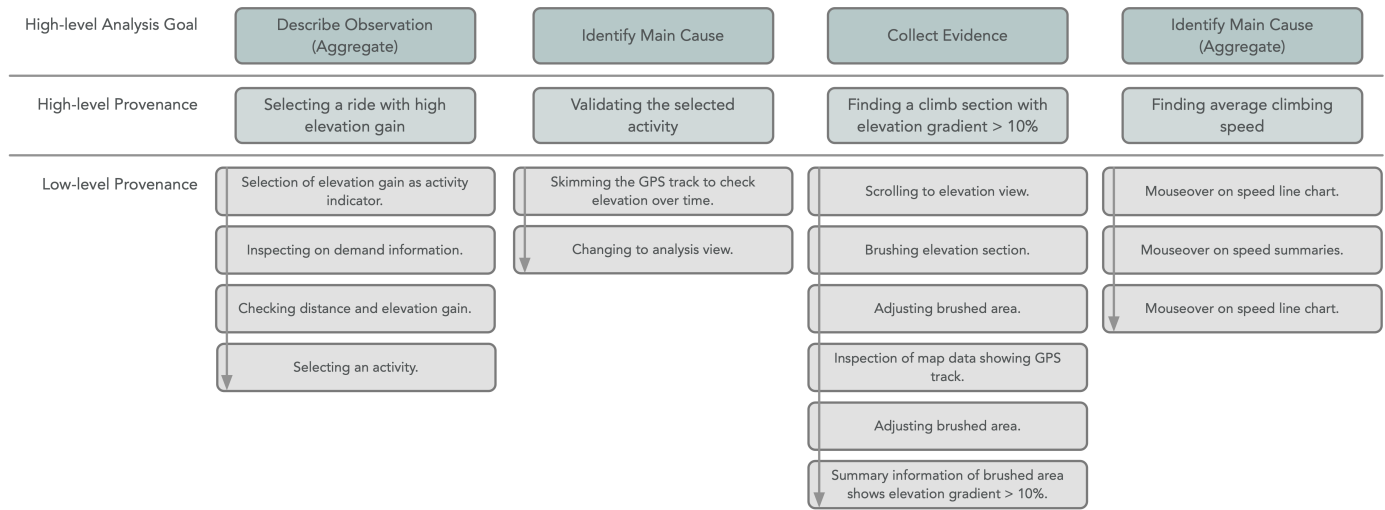 High-level Analysis Goal
Describe Observation
(Aggregate)
Identify Main Cause
Collect Evidence
Identify Main Cause
(Aggregate)
High-level Provenance
Selecting a ride with high
elevation gain
Validating the selected
activity
Finding a climb section with
elevation gradient > 10%
Finding average climbing
speed
Low-level Provenance
Selection of elevation gain as activity
indicator.
Inspecting on demand information.
Checking distance and elevation gain.
Selecting an activity.
Skimming the GPS track to check
elevation over time.
Changing to analysis view.
Scrolling to elevation view.
Brushing elevation section.
Adjusting brushed area.
Inspection of map data showing GPS
track.
Adjusting brushed area.
Summary information of brushed area
shows elevation gradient > 10%.
Mouseover on speed line chart.
Mouseover on speed summaries.
Mouseover on speed line chart.